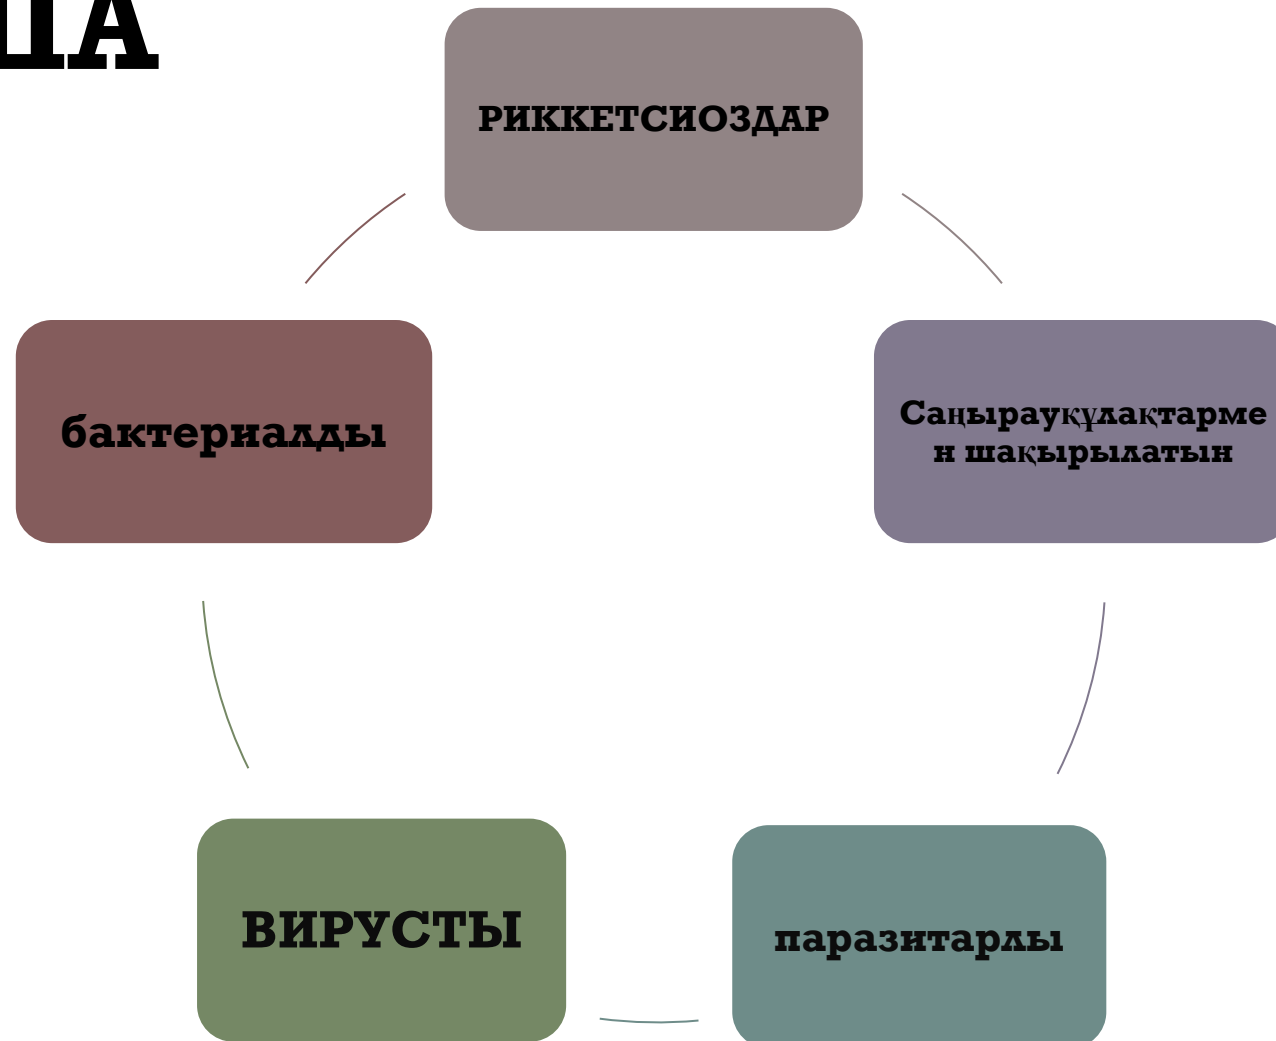 РИККЕТСИОЗДАР
бактериалды
Саңырауқұлақтарме
н шақырылатын
ВИРУСТЫ
паразитарлы